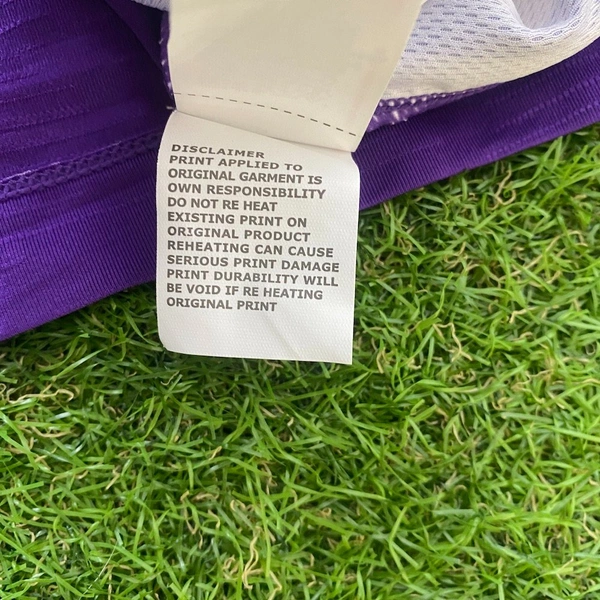 DISCLAIMER
PRINT APPLIED TO
ORIGINAL GARMENT IS
OWN RESPONSIBILITY
DO NOT RE HEAT
EXISTING PRINT ON
ORIGINAL PRODUCT
REHEATING CAN CAUSE
SERIOUS PRINT DAMAGE
PRINT DURABILITY WILL
BE VOID IF RE HEATING
ORIGINAL PRINT